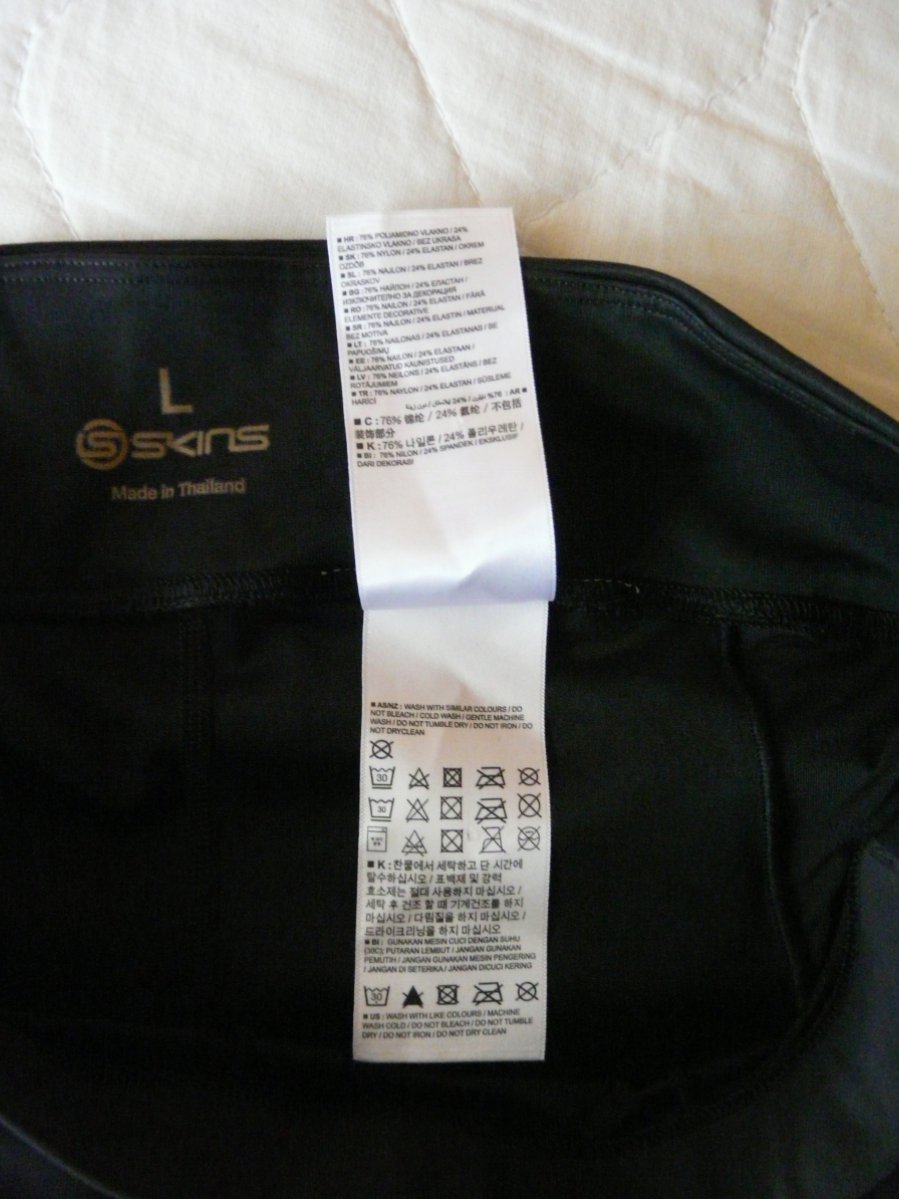 L
SKINS
Made in Thailand
■ HR : 76% POLIAMIDNO VLAKNO / 24%
ELASTINSKO VLAKNO / BEZ UKRASA
■ SK : 76% NYLON / 24% ELASTAN / OKREM
OZDÔB
■ SL : 76% NAJLON / 24% ELASTAN / BREZ
OKRASKOV
■ BG : 76% НАЙЛОН / 24% ЕЛАСТАН /
ИЗКЛЮЧИТЕЛНО ЗА ДЕКОРАЦИЯ
■ RO : 76% NAILON / 24% ELASTAN / FĂRĂ
ELEMENTE DECORATIVE
■ SR : 76% NAJLON / 24% ELASTIN / MATERIJAL
BEZ MOTIVA
■ LT : 76% NAILONAS / 24% ELASTANAS / BE
PAPUOŠIMŲ
■ EE : 76% NAILON / 24% ELASTAAN /
VÄLJAARVATUD KAUNISTUSED
■ LV : 76% NEILONS / 24% ELASTĀNS / BEZ
ROTĀJUMIEM
■ TR : 76% NAYLON / 24% ELASTAN / SÜSLEME
HARİCİ
■ AR : 76% / 24% /
■ C : 76% 锦纶 / 24% 氨纶 / 不包括
装饰部分
■ K : 76% 나일론 / 24% 폴리우레탄 /
■ BI : 76% NILON / 24% SPANDEK / EKSKLUSIF
DARI DEKORASI
■ AS/NZ : WASH WITH SIMILAR COLOURS / DO
NOT BLEACH / COLD WASH / GENTLE MACHINE
WASH / DO NOT TUMBLE DRY / DO NOT IRON / DO
NOT DRYCLEAN
30
30
■ K : 찬물에서 세탁하고 단 시간에
탈수하십시오 / 표백제 및 강력
효소제는 절대 사용하지 마십시오 /
세탁 후 건조 할 때 기계건조를 하지
마십시오 / 다림질을 하지 마십시오
/ 드라이크리닝을 하지 마십시오
■ BI : GUNAKAN MESIN CUCI DENGAN SUHU
(30C); PUTARAN LEMBUT / JANGAN GUNAKAN
PEMUTIH / JANGAN GUNAKAN MESIN PENGERING
/ JANGAN DI SETERIKA / JANGAN DICUCI KERING
30
■ US : WASH WITH LIKE COLOURS / MACHINE
WASH COLD / DO NOT BLEACH / DO NOT TUMBLE
DRY / DO NOT IRON / DO NOT DRY CLEAN